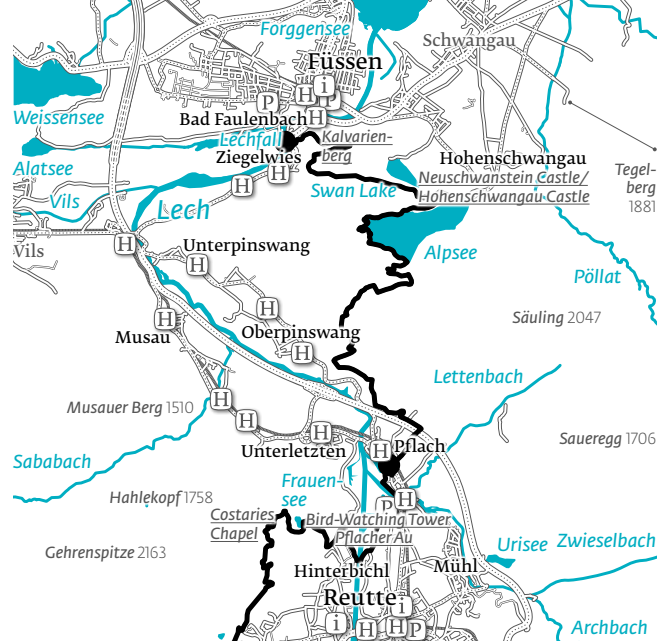 Forggensee
Schwangau
Füssen
i
P
H
P
Weissensee
Bad Faulenbach
H
Lechfall
Kalvarien-
berg
Ziegelwies
Hohenschwangau
Alatsee
Neuschwanstein Castle/
Hohenschwangau Castle
Tegel-
berg
1881
H
H
Swan Lake
Vils
Lech
Vils
H
Unterpinswang
Alpsee
H
Pöllat
H
Säuling 2047
H
Musau
Oberpinswang
H
Lettenbach
H
Musauer Berg 1510
H
H
Unterletzten
H
Pflach
Saueregg 1706
Sababach
Frauen-
see
Hahlekopf 1758
H
P
Costaries
Chapel
Bird-Watching Tower
Pflacher Au
Urisee
Zwieselbach
Gehrenspitze 2163
Hinterbichl
Mühl
Reutte
i
i
H
H
P
Archbach